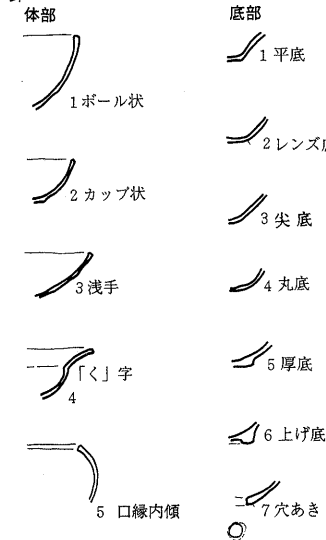 体部
1ボール状
2カップ状
3浅手
「く」字
4
5 口縁内傾
底部
1平底
2レンズ底
3尖底
4丸底
5厚底
6上げ底
7穴あき